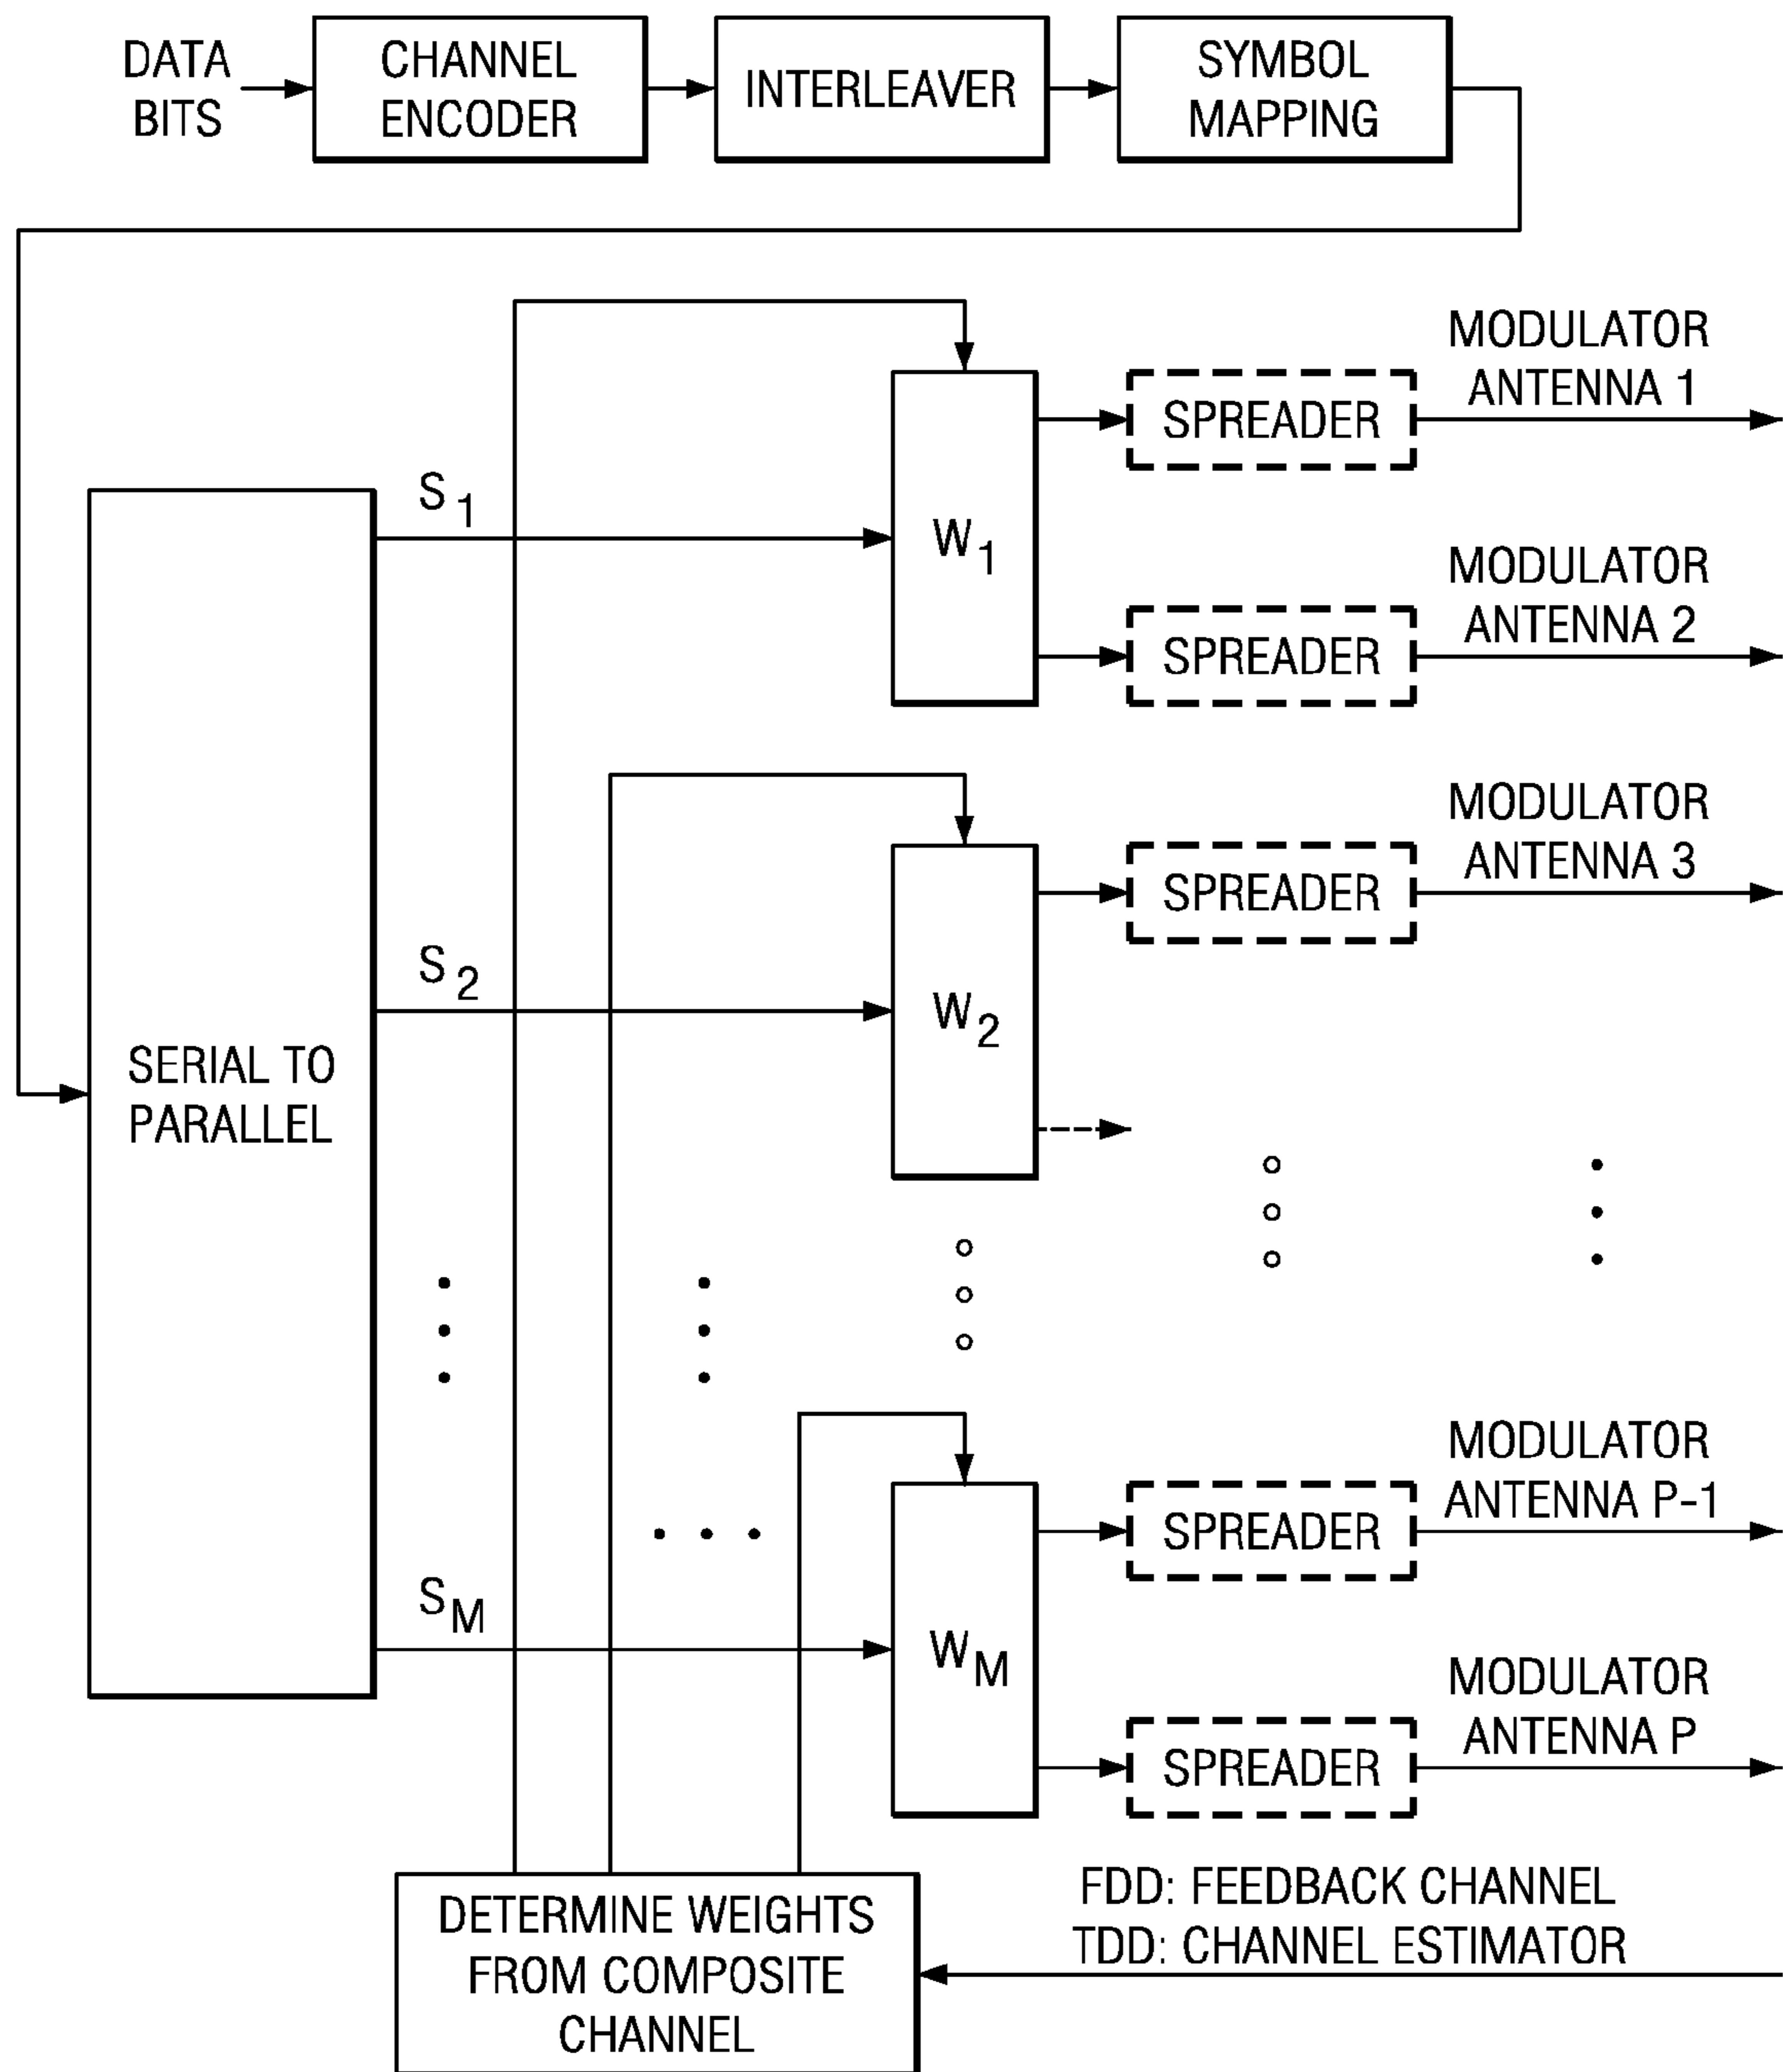 DATA
BITS
CHANNEL
ENCODER
INTERLEAVER
SYMBOL
MAPPING
MODULATOR
ANTENNA 1
SPREADER
S1
W1
MODULATOR
ANTENNA 2
SPREADER
MODULATOR
ANTENNA 3
SPREADER
S2
W2
SERIAL TO
PARALLEL
MODULATOR
ANTENNA P-1
SPREADER
SM
WM
MODULATOR
ANTENNA P
SPREADER
DETERMINE WEIGHTS
FROM COMPOSITE
CHANNEL
FDD: FEEDBACK CHANNEL
TDD: CHANNEL ESTIMATOR